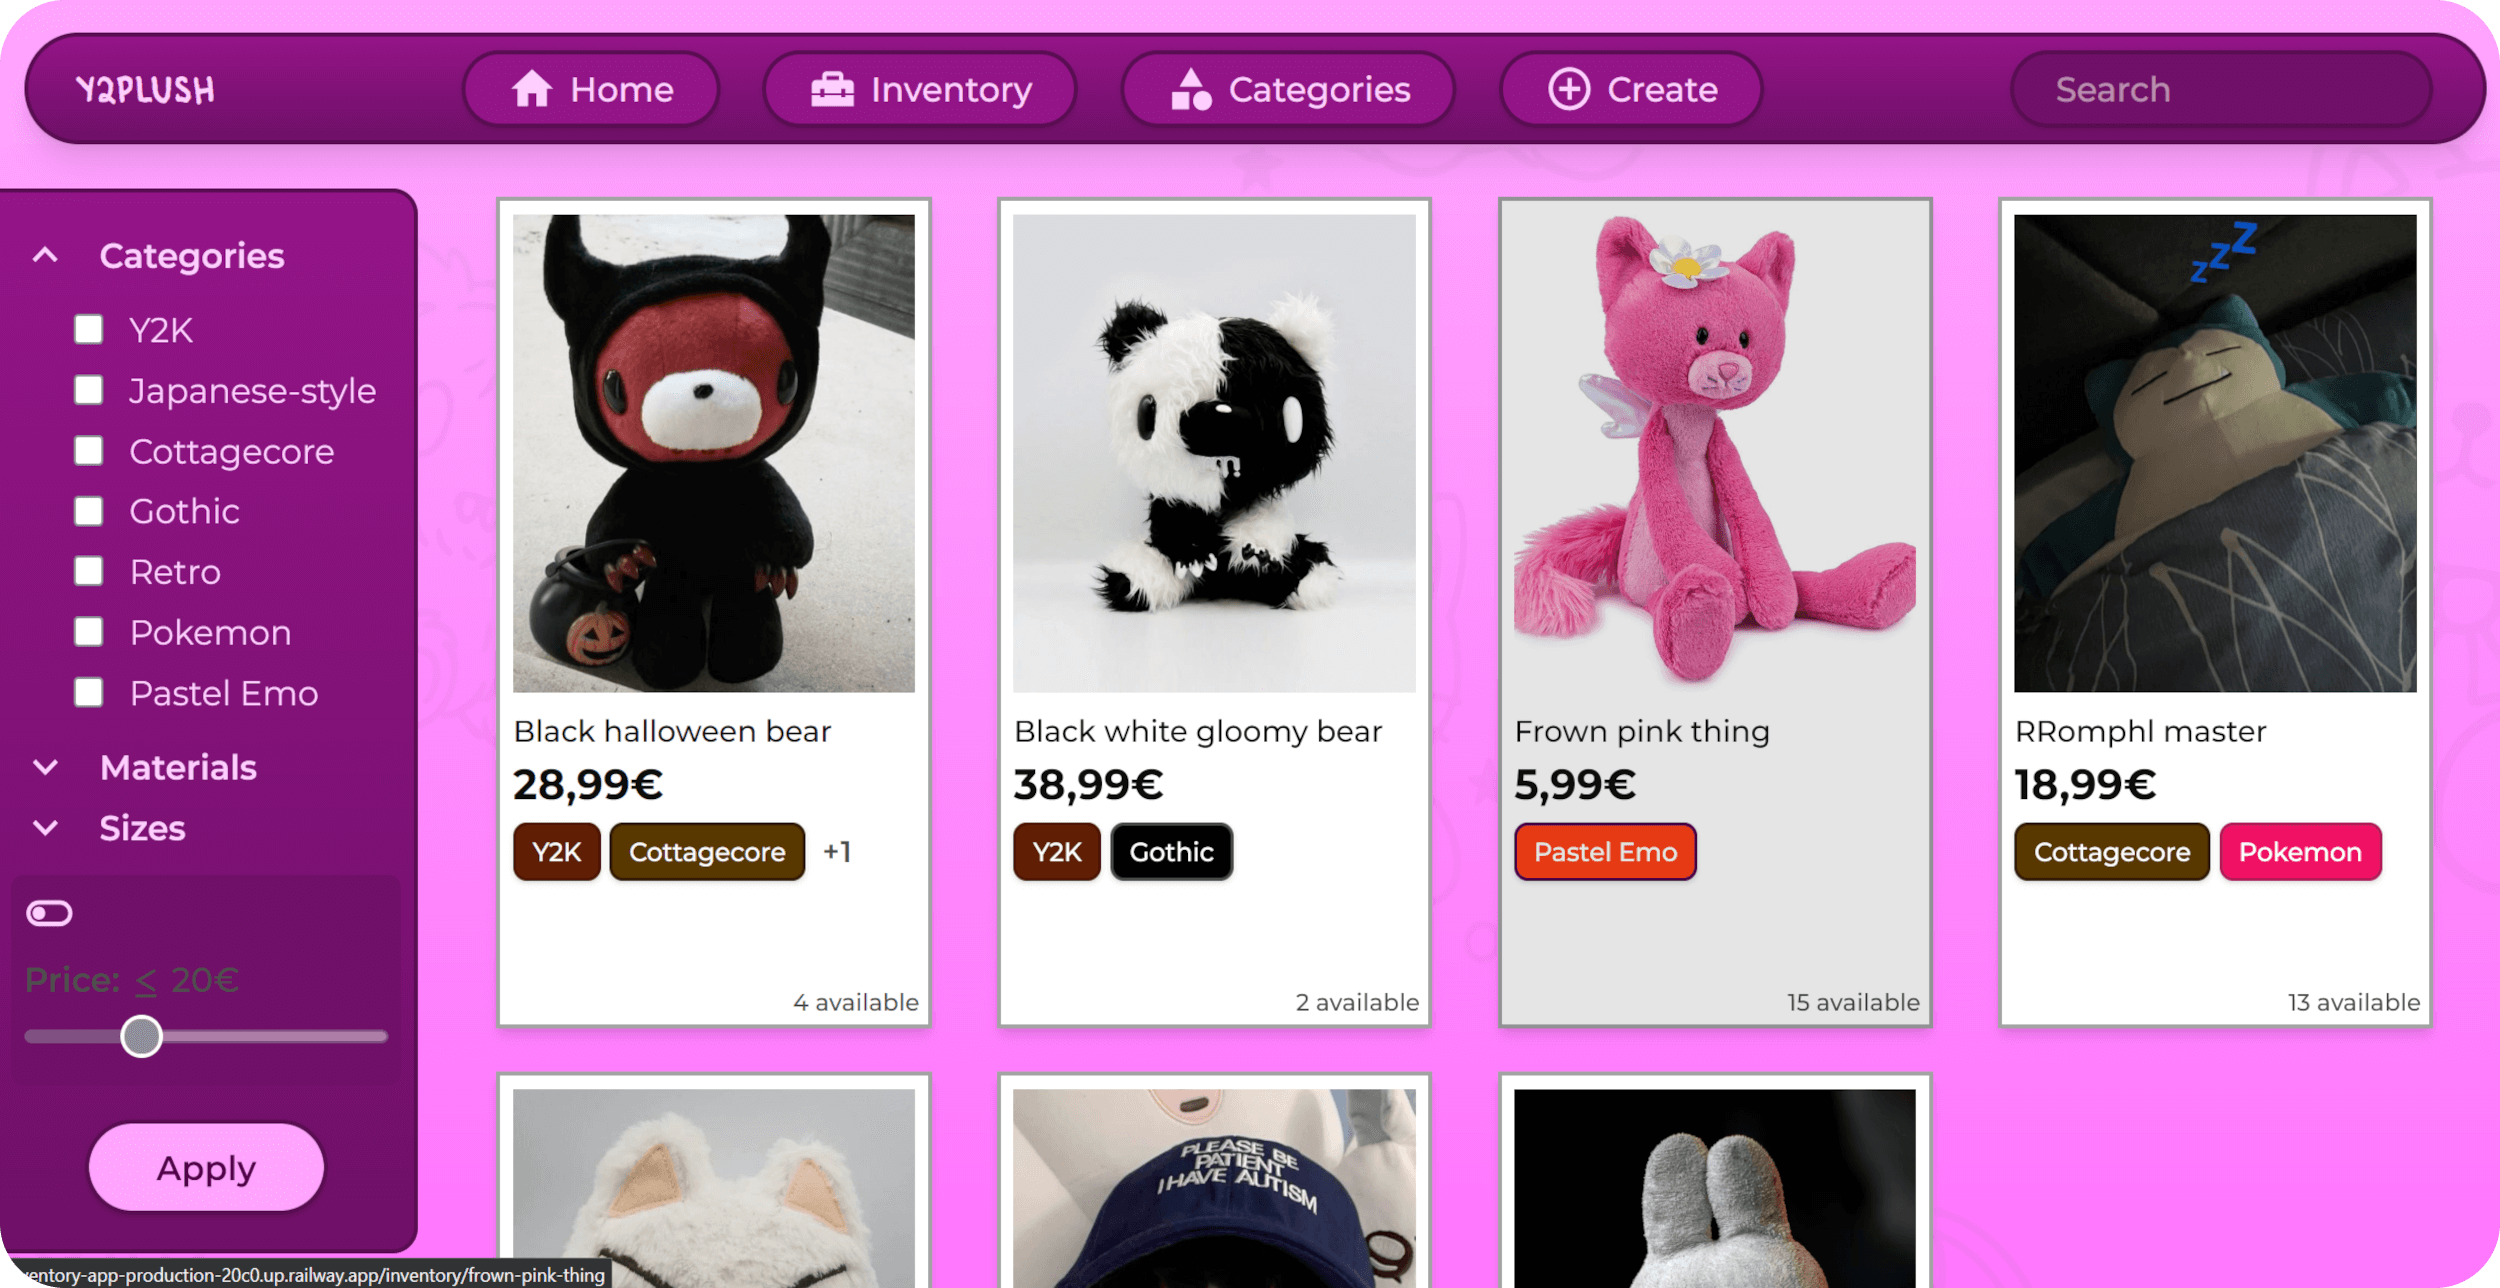 Y2PLUSH
Home
Inventory
Categories
Create
Search
Categories
Y2K
Japanese-style
Cottagecore
Gothic
Retro
Pokemon
Pastel Emo
Materials
Sizes
Price: ≤ 20€
Apply
Black halloween bear
28,99€
Y2K
Cottagecore
+1
4 available
Black white gloomy bear
38,99€
Y2K
Gothic
2 available
Frown pink thing
5,99€
Pastel Emo
15 available
zzZ
RRomphl master
18,99€
Cottagecore
Pokemon
13 available
PLEASE BE
PATIENT
I HAVE AUTISM
ventory-app-production-20c0.up.railway.app/inventory/frown-pink-thing